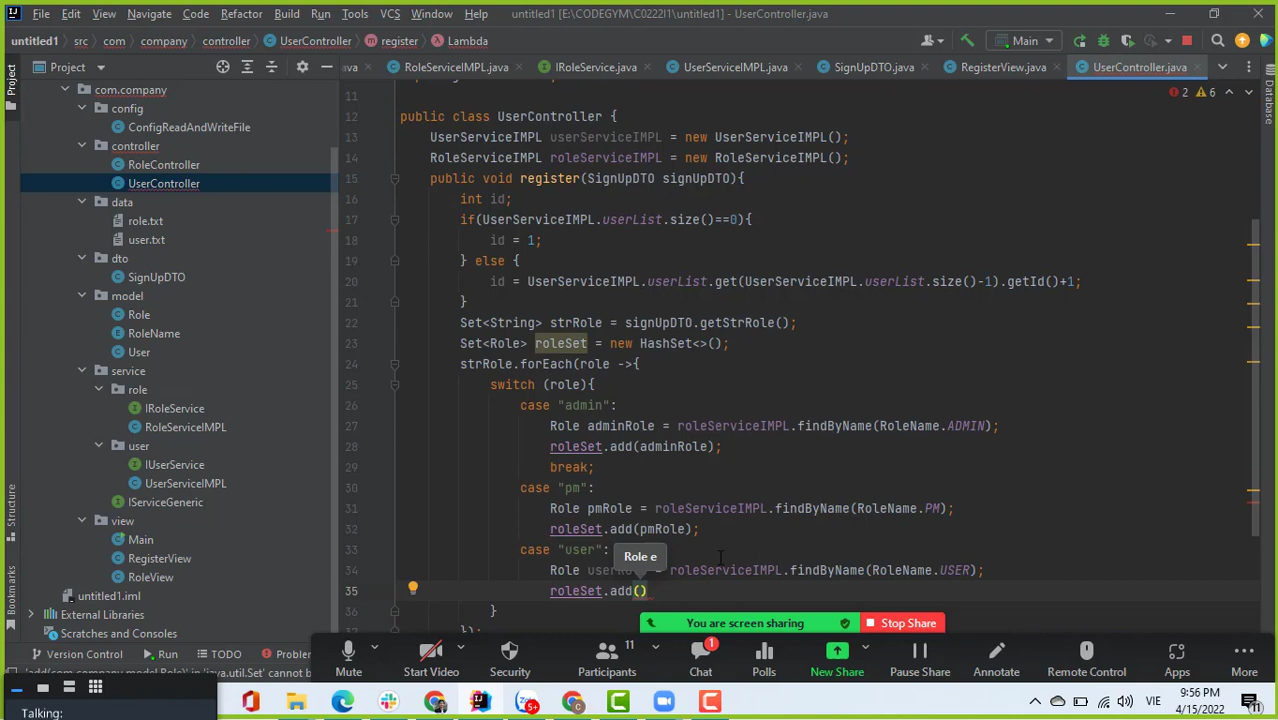 File Edit View Navigate Code Refactor Build Run Tools VCS Window Help untitled1 [E:\CODEGYM\C0222I1\untitled1] - UserController.java
untitled1 src com company controller UserController register Lambda Main
Project RoleServiceIMPL.java IRoleService.java UserServiceIMPL.java SignUpDTO.java RegisterView.java UserController.java
2 6
com.company
config
ConfigReadAndWriteFile
controller
RoleController
UserController
data
role.txt
user.txt
dto
SignUpDTO
model
Role
RoleName
User
service
role
IRoleService
RoleServiceIMPL
user
IUserService
UserServiceIMPL
IServiceGeneric
view
Main
RegisterView
RoleView
untitled1.iml
External Libraries
Scratches and Consoles
Project
Structure
Bookmarks
Database
11
12 public class UserController {
13 UserServiceIMPL userServiceIMPL = new UserServiceIMPL();
14 RoleServiceIMPL roleServiceIMPL = new RoleServiceIMPL();
15 public void register(SignUpDTO signUpDTO){
16 int id;
17 if(UserServiceIMPL.userList.size()==0){
18 id = 1;
19 } else {
20 id = UserServiceIMPL.userList.get(UserServiceIMPL.userList.size()-1).getId()+1;
21 }
22 Set<String> strRole = signUpDTO.getStrRole();
23 Set<Role> roleSet = new HashSet<>();
24 strRole.forEach(role ->{
25 switch (role){
26 case "admin":
27 Role adminRole = roleServiceIMPL.findByName(RoleName.ADMIN);
28 roleSet.add(adminRole);
29 break;
30 case "pm":
31 Role pmRole = roleServiceIMPL.findByName(RoleName.PM);
32 roleSet.add(pmRole);
33 case "user":
Role e
34 Role = roleServiceIMPL.findByName(RoleName.USER);
35 roleSet.add()
36 }
37 });
You are screen sharing Stop Share
Version Control Run TODO
Mute Start Video Security Participants 11 Chat 1 Polls New Share Pause Share Annotate Remote Control Apps More
Talking:
VIE 9:56 PM
4/15/2022